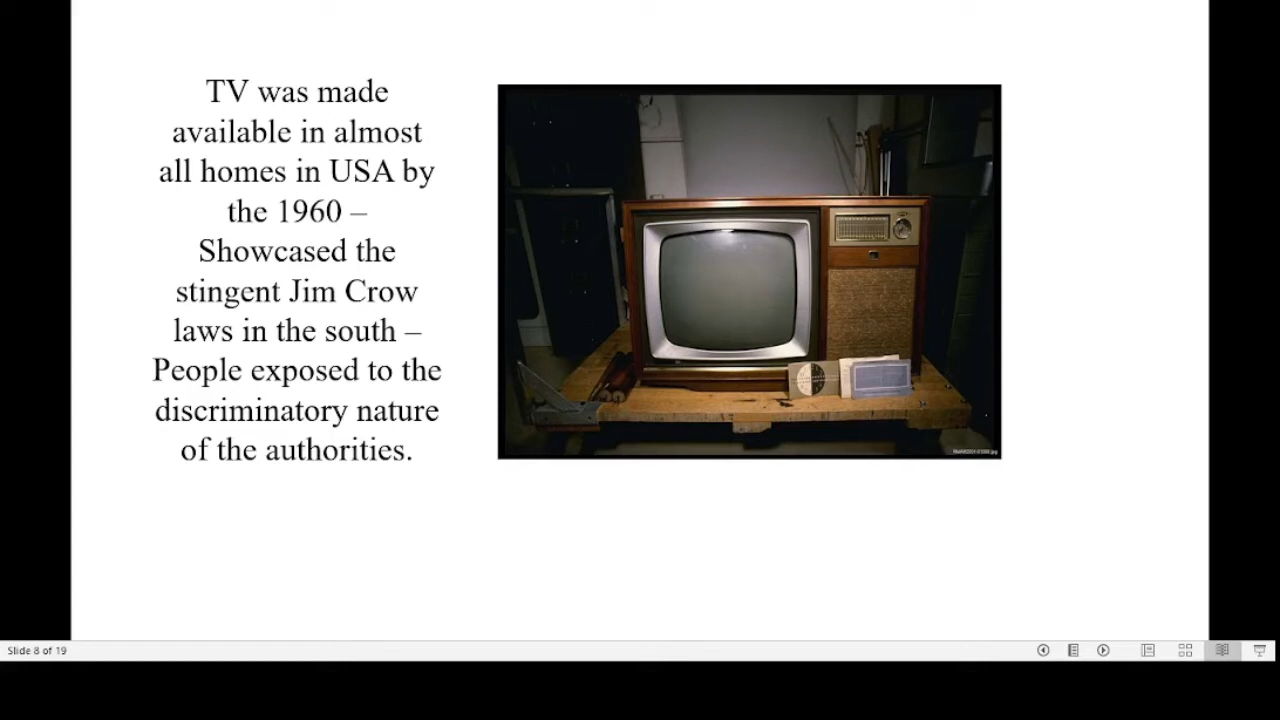 TV was made
available in almost
all homes in USA by
the 1960 –
Showcased the
stingent Jim Crow
laws in the south –
People exposed to the
discriminatory nature
of the authorities.
Slide 8 of 19